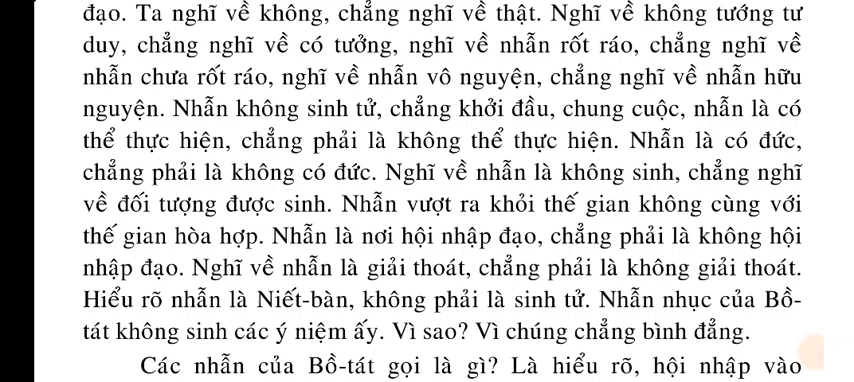 đạo. Ta nghĩ về không, chẳng nghĩ về thật. Nghĩ về không tướng tư
duy, chẳng nghĩ về có tưởng, nghĩ về nhẫn rốt ráo, chẳng nghĩ về
nhẫn chưa rốt ráo, nghĩ về nhẫn vô nguyện, chẳng nghĩ về nhẫn hữu
nguyện. Nhẫn không sinh tử, chẳng khởi đầu, chung cuộc, nhẫn là có
thể thực hiện, chẳng phải là không thể thực hiện. Nhẫn là có đức,
chẳng phải là không có đức. Nghĩ về nhẫn là không sinh, chẳng nghĩ
về đối tượng được sinh. Nhẫn vượt ra khỏi thế gian không cùng với
thế gian hòa hợp. Nhẫn là nơi hội nhập đạo, chẳng phải là không hội
nhập đạo. Nghĩ về nhẫn là giải thoát, chẳng phải là không giải thoát.
Hiểu rõ nhẫn là Niết-bàn, không phải là sinh tử. Nhẫn nhục của Bồ-
tát không sinh các ý niệm ấy. Vì sao? Vì chúng chẳng bình đẳng.
Các nhẫn của Bồ-tát gọi là gì? Là hiểu rõ, hội nhập vào